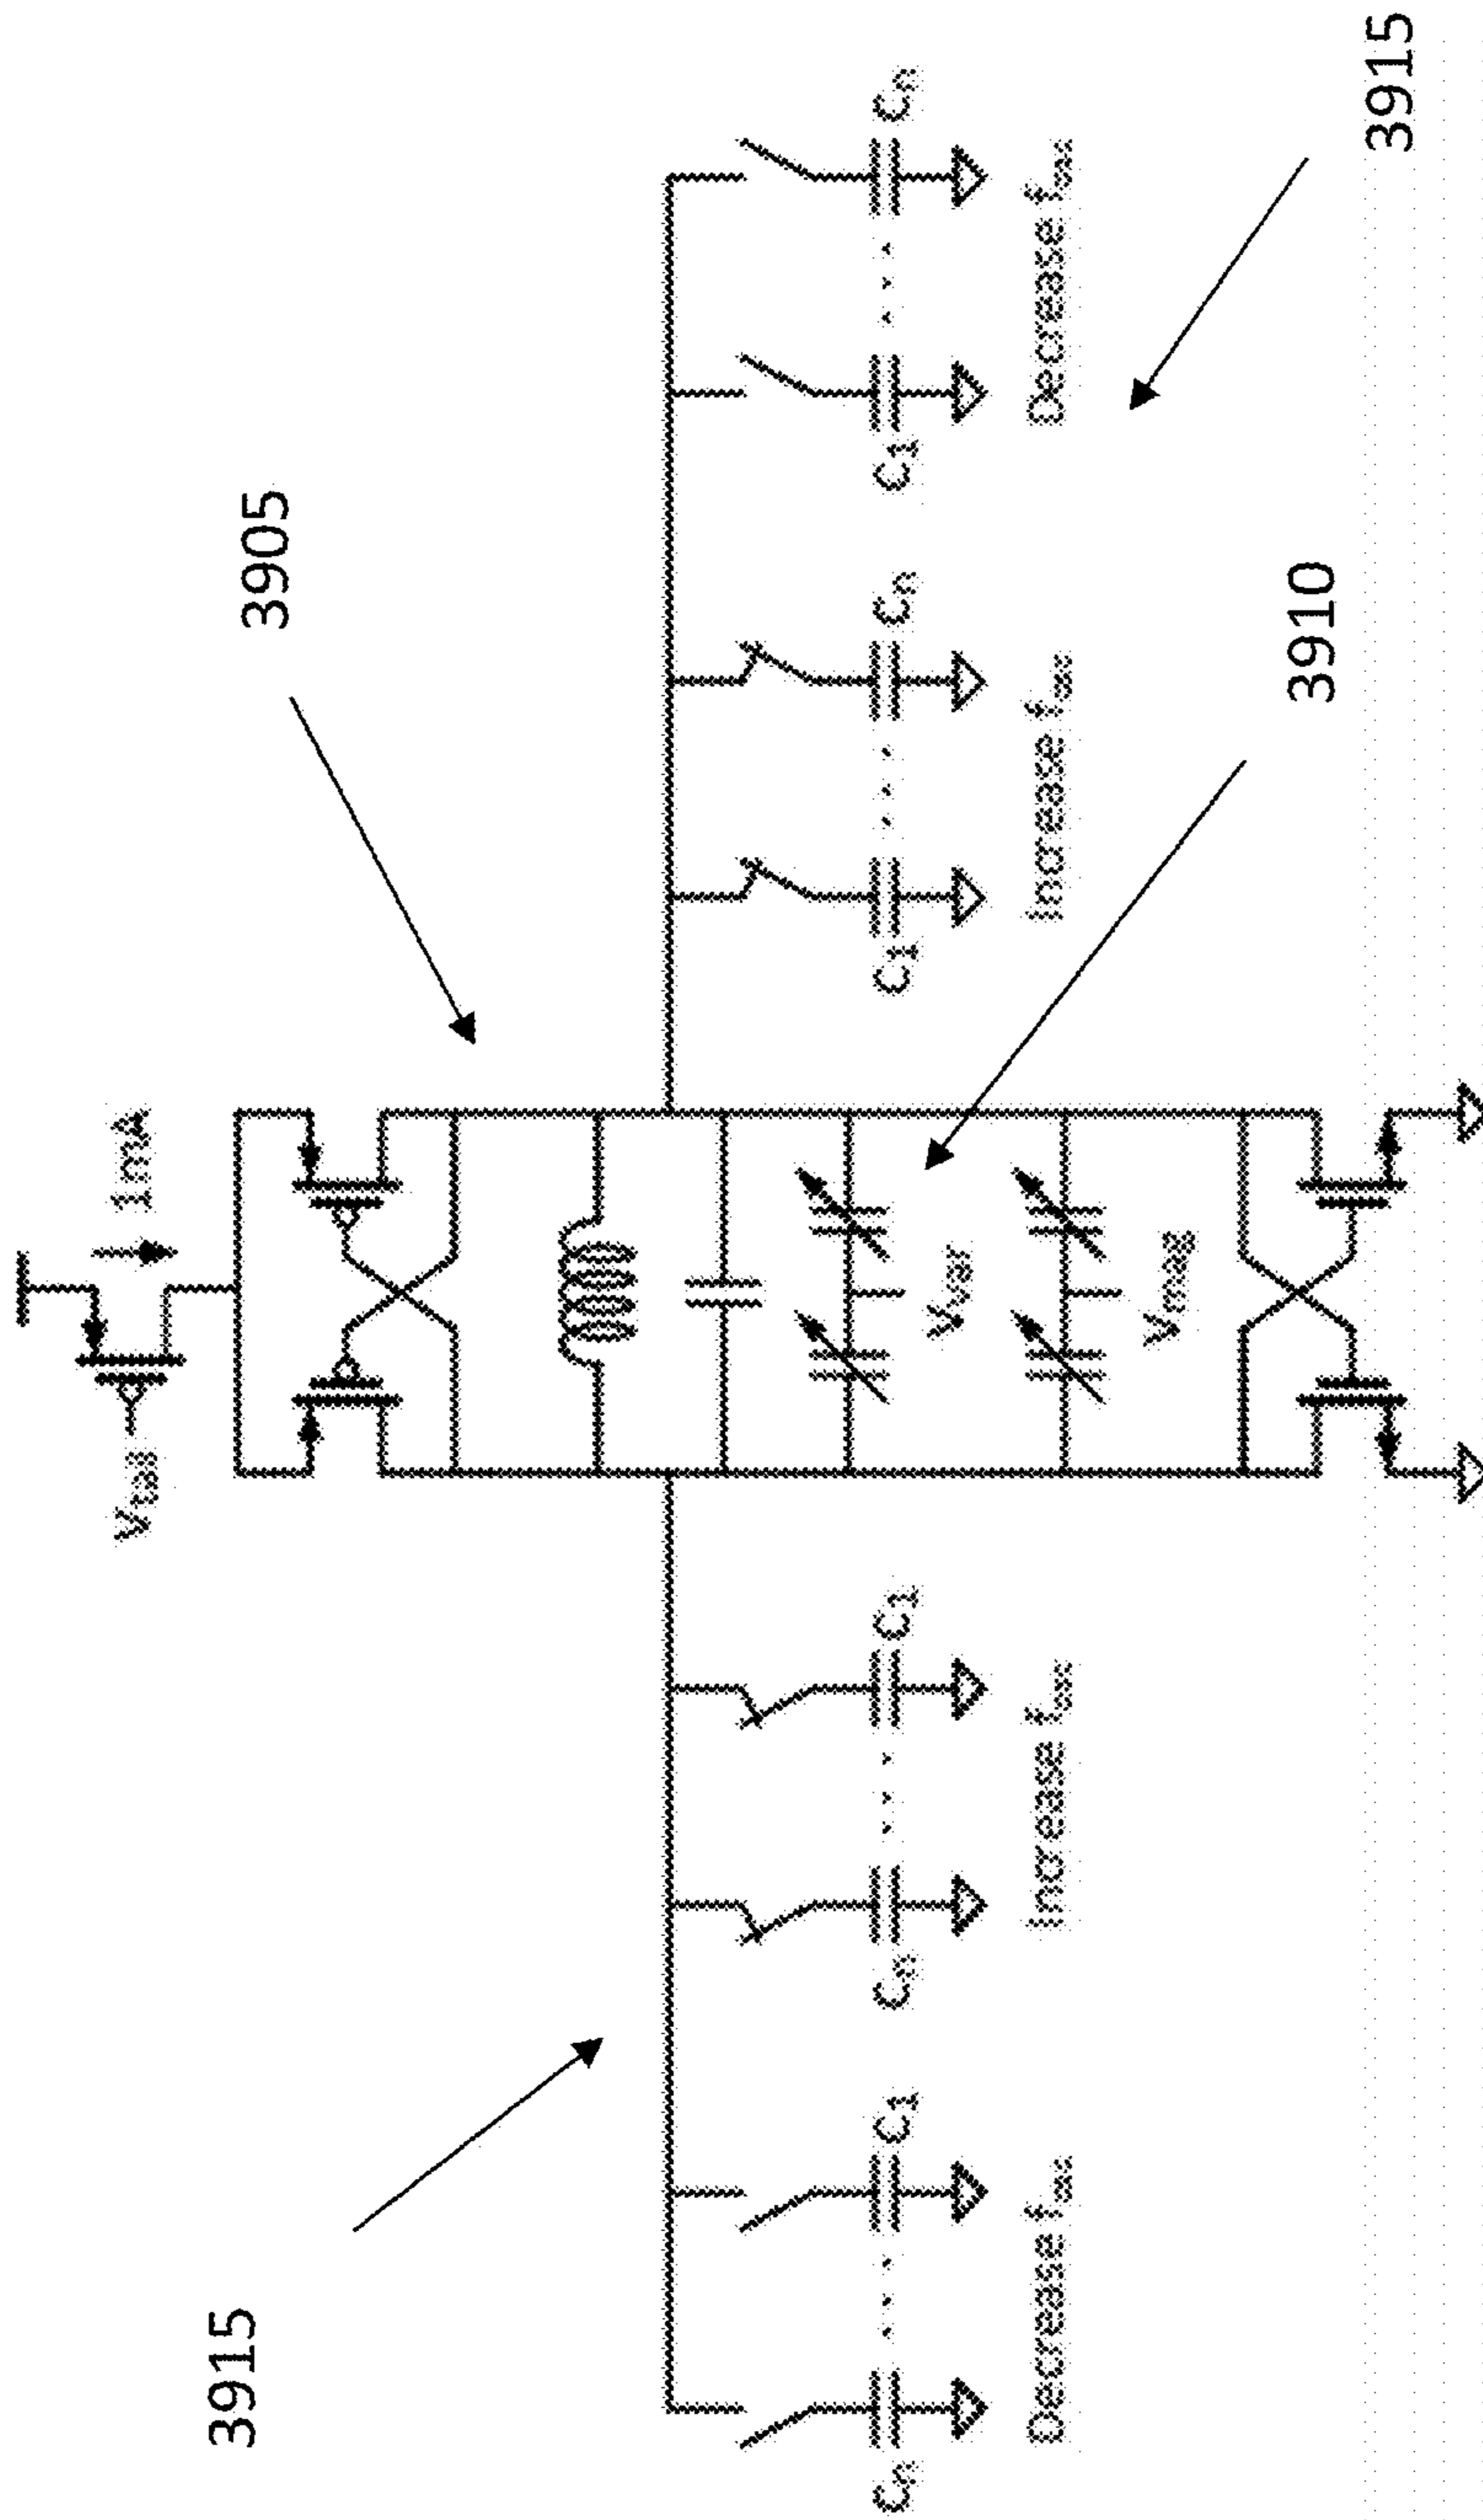 V_tail
1mA
3905
3915
C_n
C_1
C_n
C_1
C_1
C_n
C_1
C_n
V_var
V_mag
Decrease f_osc
Increase f_osc
Increase f_osc
Decrease f_osc
3910
3915